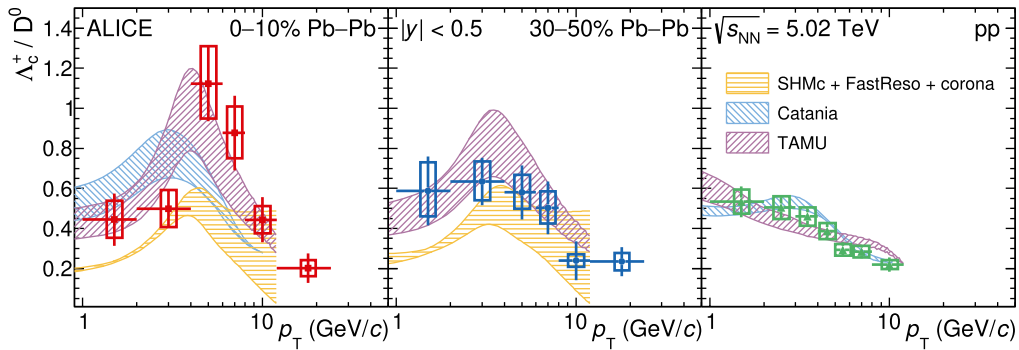 Λc+ / D0
1.4
1.2
1
0.8
0.6
0.4
0.2
ALICE
0–10% Pb–Pb
|y| < 0.5
30–50% Pb–Pb
√sNN = 5.02 TeV
pp
SHMc + FastReso + corona
Catania
TAMU
1
10
pT (GeV/c)
1
10
pT (GeV/c)
1
10
pT (GeV/c)